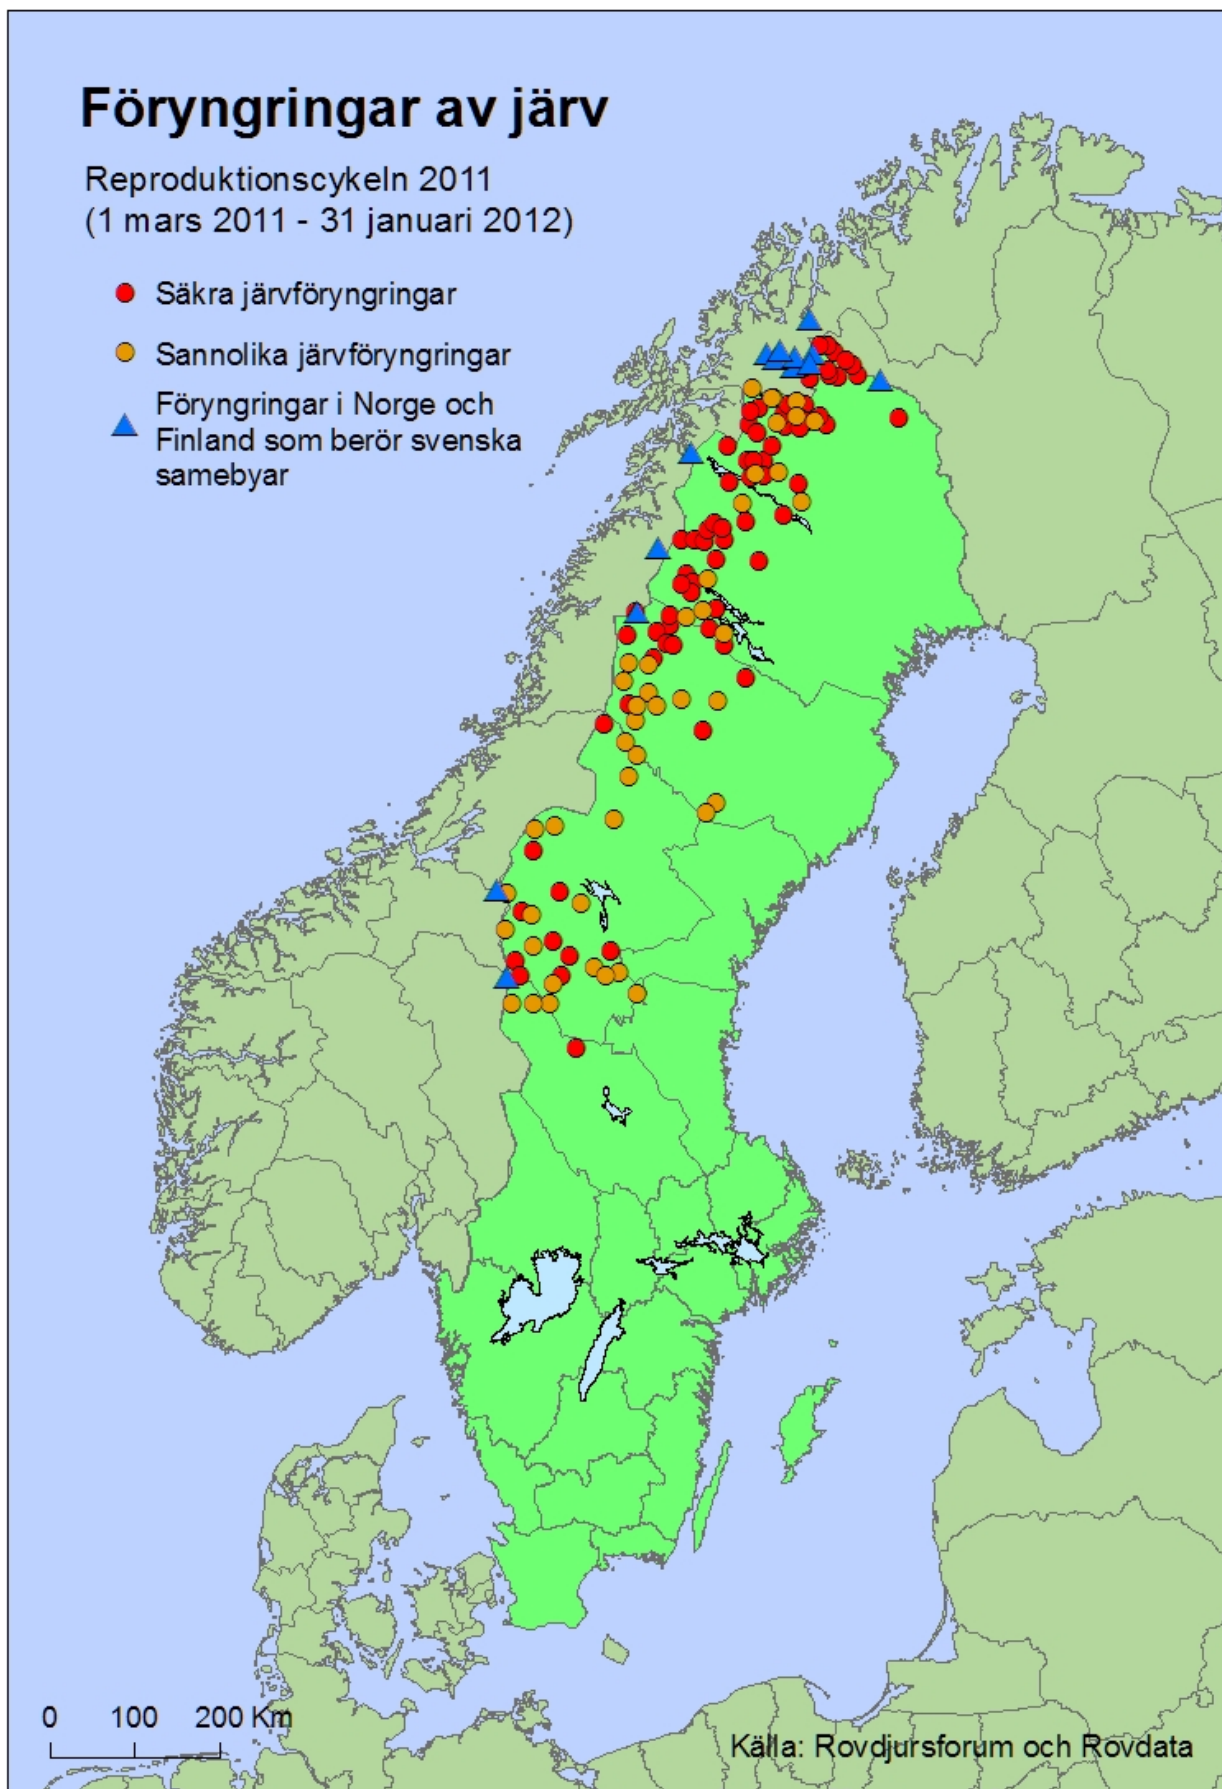 Föryngringar av järv
Reproduktionscykeln 2011
(1 mars 2011 - 31 januari 2012)
Säkra järvföryngringar
Sannolika järvföryngringar
Föryngringar i Norge och
Finland som berör svenska
samebyar
0 100 200 Km
Källa: Rovdjursforum och Rovdata